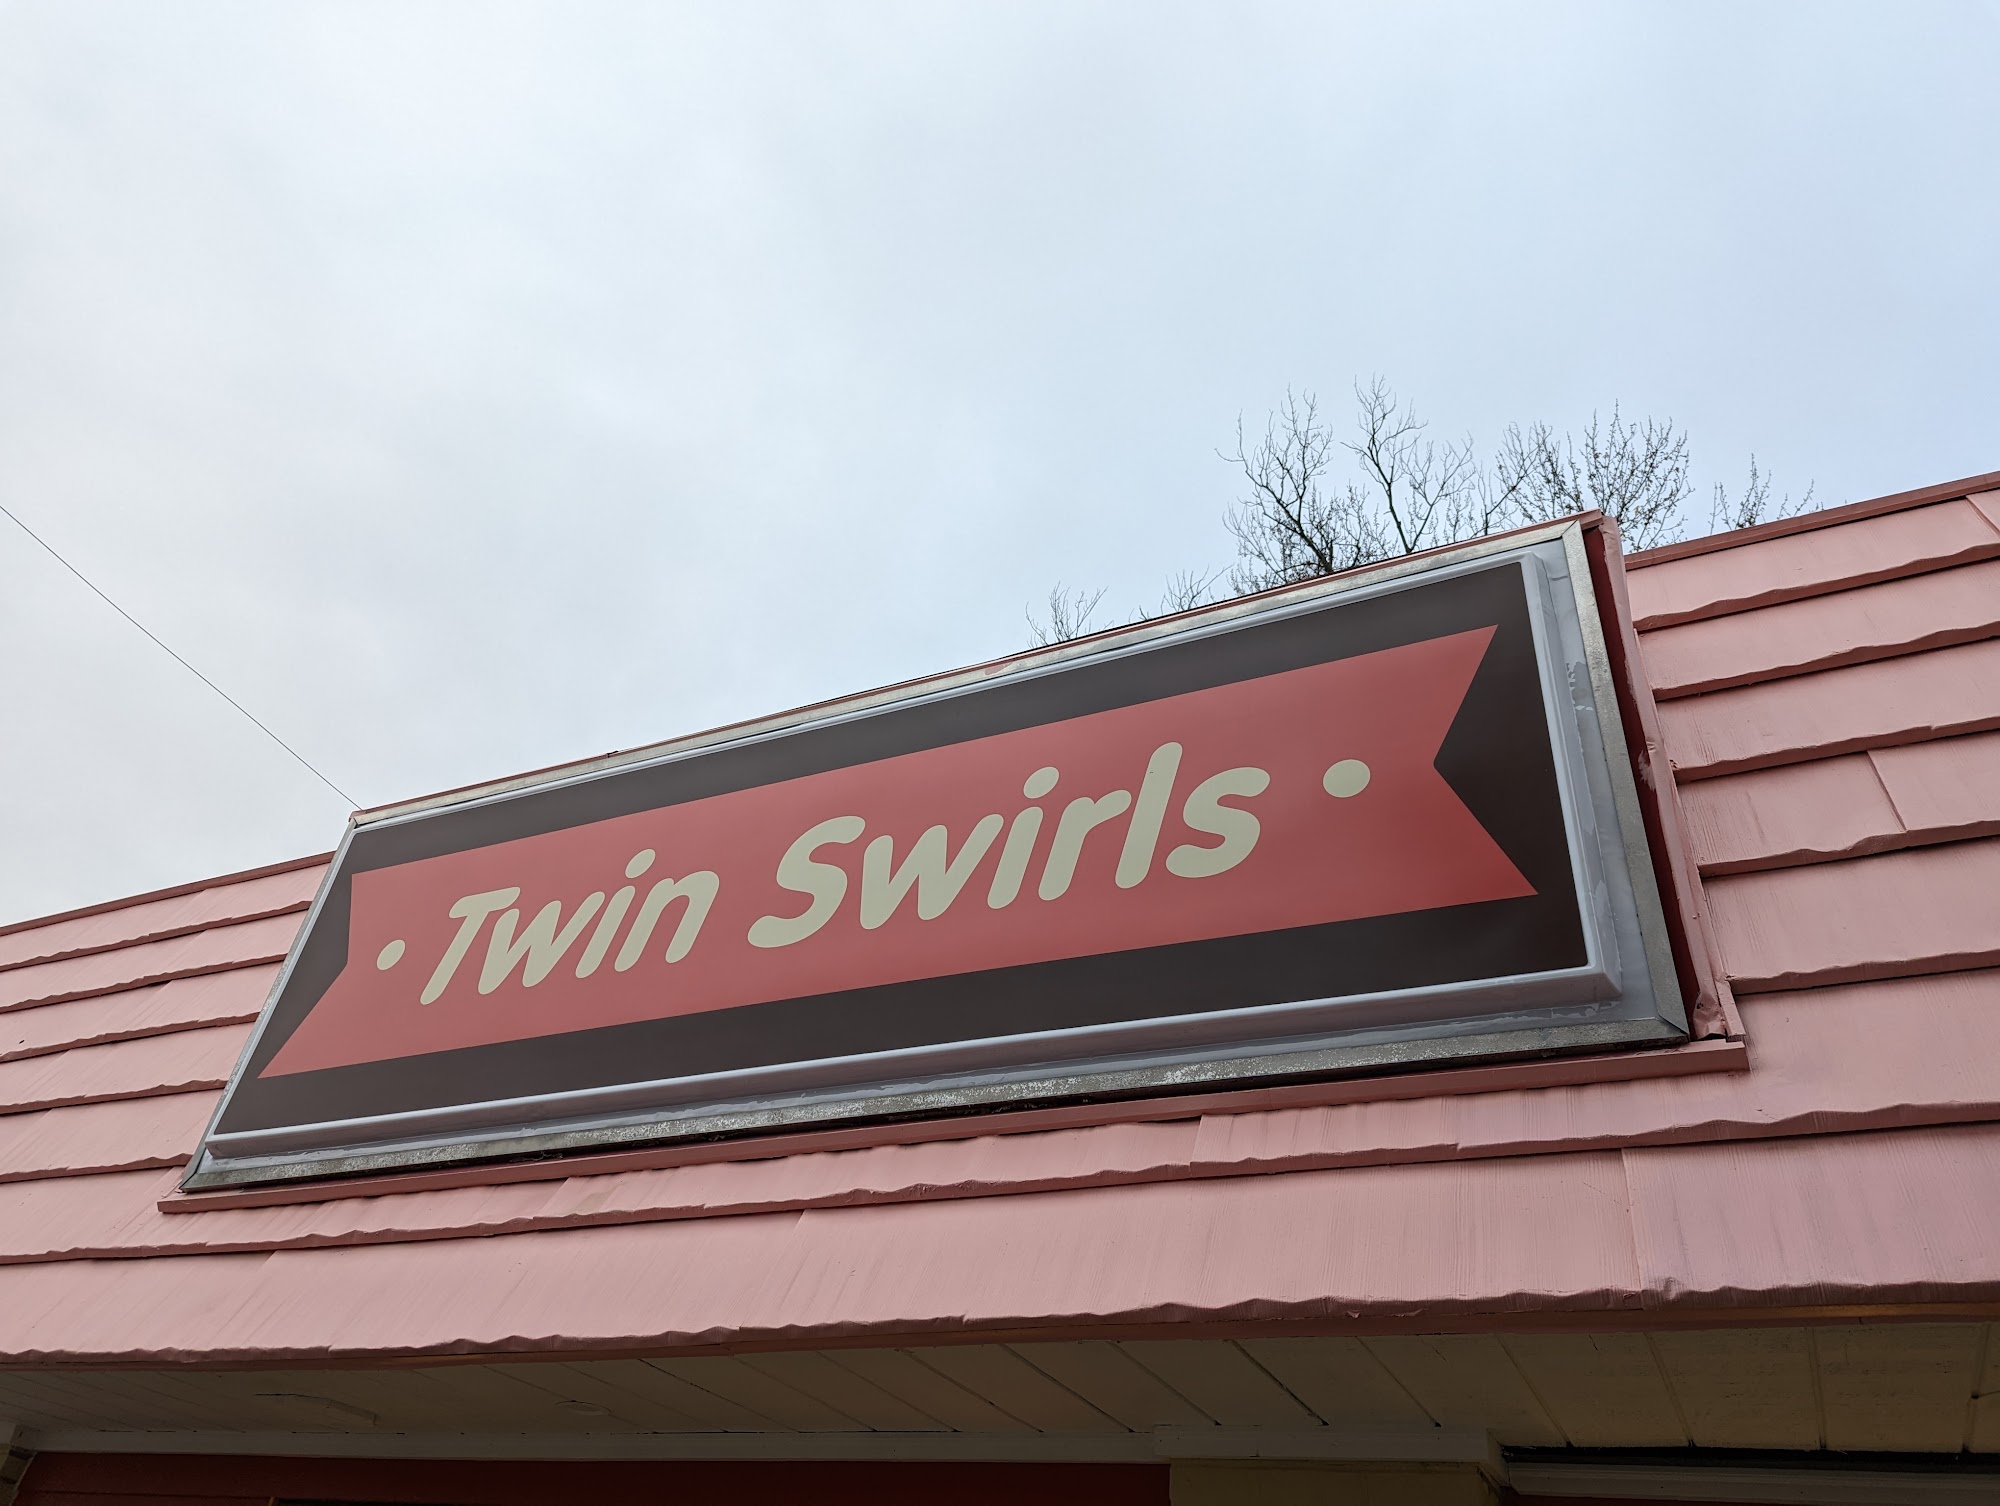 • Twin Swirls •